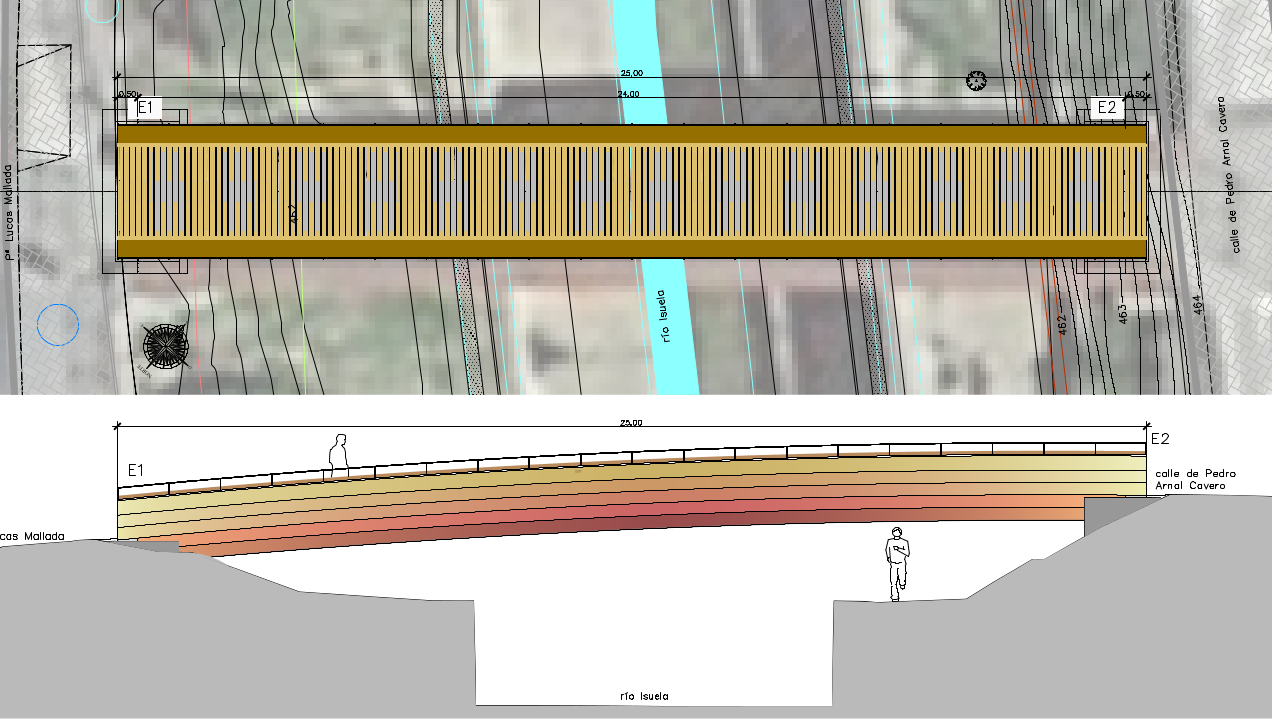 25,00
24,00
0,50
0,50
E1
E2
Pº Lucas Mallada
calle de Pedro Arnal Cavero
462
río Isuela
462
463
464
25,00
E1
E2
calle de Pedro
Arnal Cavero
cas Mallada
río Isuela